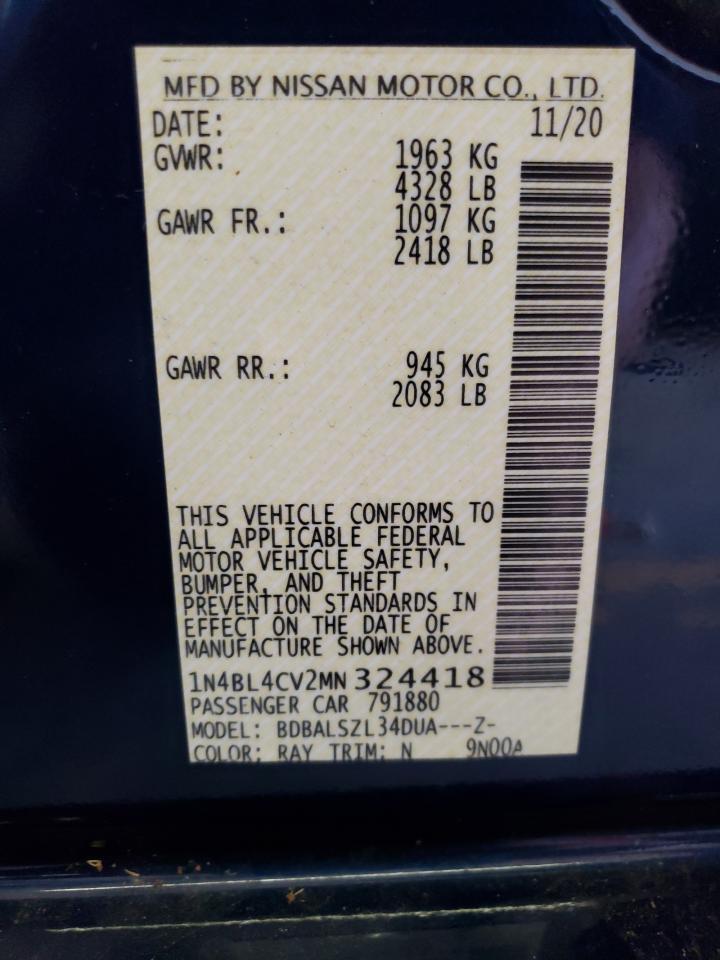 MFD BY NISSAN MOTOR CO., LTD.
DATE: 11/20
GVWR: 1963 KG
4328 LB
GAWR FR.: 1097 KG
2418 LB
GAWR RR.: 945 KG
2083 LB
THIS VEHICLE CONFORMS TO
ALL APPLICABLE FEDERAL
MOTOR VEHICLE SAFETY,
BUMPER, AND THEFT
PREVENTION STANDARDS IN
EFFECT ON THE DATE OF
MANUFACTURE SHOWN ABOVE.
1N4BL4CV2MN 324418
PASSENGER CAR 791880
MODEL: BDBALSZL34DUA---Z-
COLOR: RAY TRIM: N 9N00A